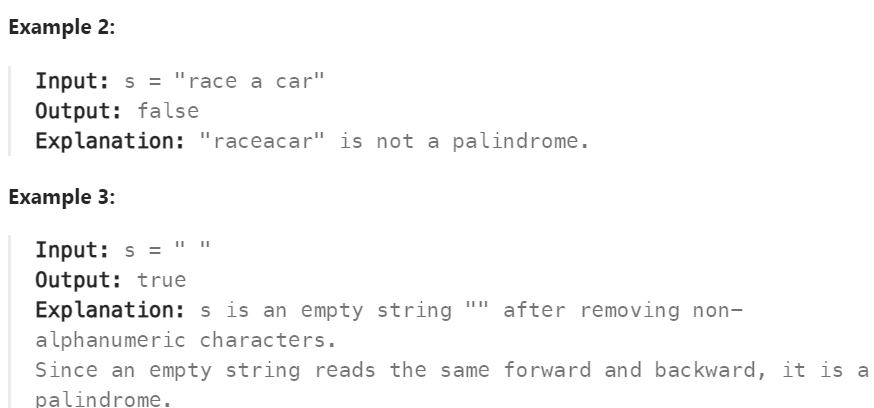 Example 2:
Input: s = "race a car"
Output: false
Explanation: "raceacar" is not a palindrome.
Example 3:
Input: s = " "
Output: true
Explanation: s is an empty string "" after removing non-
alphanumeric characters.
Since an empty string reads the same forward and backward, it is a
palindrome.